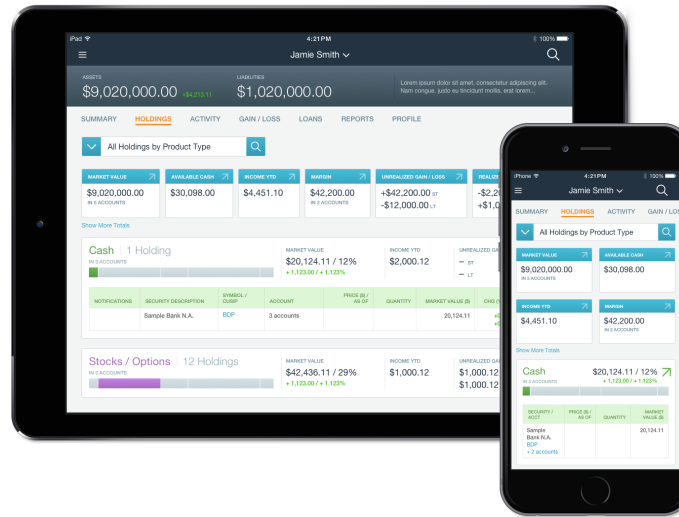 iPad 4:21PM 100%
Jamie Smith
ASSETS LIABILITIES
$9,020,000.00 +$4,213.11 $1,020,000.00
Lorem ipsum dolor sit amet, consectetur adipiscing elit.
Nam congue, justo eu tincidunt mollis, erat lorem...
SUMMARY HOLDINGS ACTIVITY GAIN / LOSS LOANS REPORTS PROFILE
All Holdings by Product Type
MARKET VALUE AVAILABLE CASH INCOME YTD MARGIN UNREALIZED GAIN / LOSS REALIZE
$9,020,000.00 $30,098.00 $4,451.10 $42,200.00 +$42,200.00 ST -$2,2
IN 5 ACCOUNTS IN 2 ACCOUNTS -$12,000.00 LT +$1,0
Show More Totals
Cash 1 Holding MARKET VALUE INCOME YTD UNREALIZED GA
IN 3 ACCOUNTS $20,124.11 / 12% $2,000.12 – ST
+ 1,123.00 / + 1.123% – LT
NOTIFICATIONS SECURITY DESCRIPTION SYMBOL / CUSIP ACCOUNT PRICE ($) / AS OF QUANTITY MARKET VALUE ($) CHG (
Sample Bank N.A. BDP 3 accounts 20,124.11
Stocks / Options 12 Holdings MARKET VALUE INCOME YTD UNREALIZED GA
IN 2 ACCOUNTS $42,436.11 / 29% $1,000.12 $1,000.12
+ 1,123.00 / + 1.123% $1,000.12
iPhone 4:21PM 100%
Jamie Smith
SUMMARY HOLDINGS ACTIVITY GAIN / LOS
All Holdings by Product Type
MARKET VALUE AVAILABLE CASH
$9,020,000.00 $30,098.00
IN 5 ACCOUNTS
INCOME YTD MARGIN
$4,451.10 $42,200.00
IN 2 ACCOUNTS
Show More Totals
Cash $20,124.11 / 12%
IN 3 ACCOUNTS + 1,123.00 / + 1.123%
SECURITY / ACCT PRICE ($) / AS OF QUANTITY MARKET VALUE ($)
Sample 20,124.11
Bank N.A.
BDP
+ 2 accounts